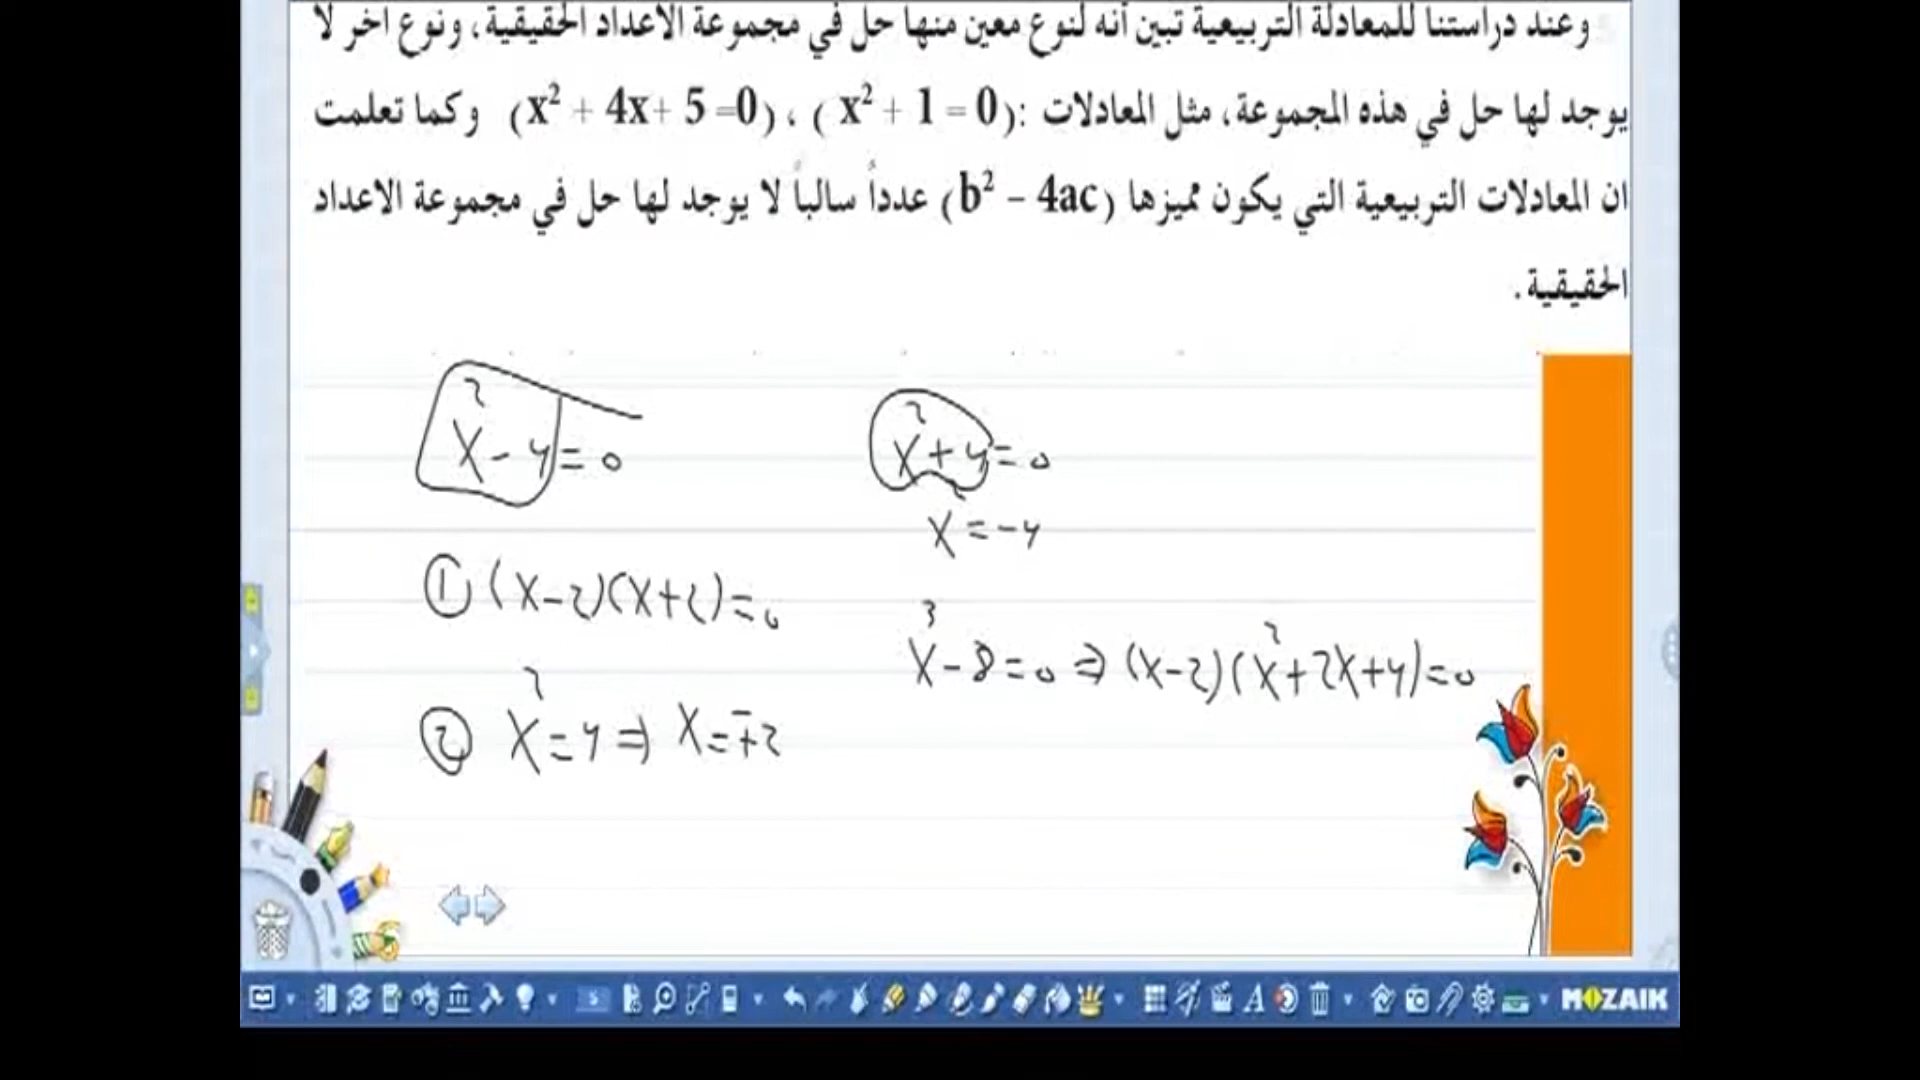 وعند دراستنا للمعادلة التربيعية تبين أنه لنوع معين منها حل في مجموعة الاعداد الحقيقية، ونوع اخر لا
يوجد لها حل في هذه المجموعة، مثل المعادلات :(x² + 1 = 0) ، (x² + 4x + 5 = 0) وكما تعلمت
ان المعادلات التربيعية التي يكون مميزها (b² - 4ac) عدداً سالباً لا يوجد لها حل في مجموعة الاعداد
الحقيقية.
x² - 4 = 0
x² + 4 = 0
x² = -4
① (x-2)(x+2) = 0
x³ - 8 = 0 ⇒ (x-2)(x² + 2x + 4) = 0
② x² = 4 ⇒ x = ∓2
5
A
MOZAIK